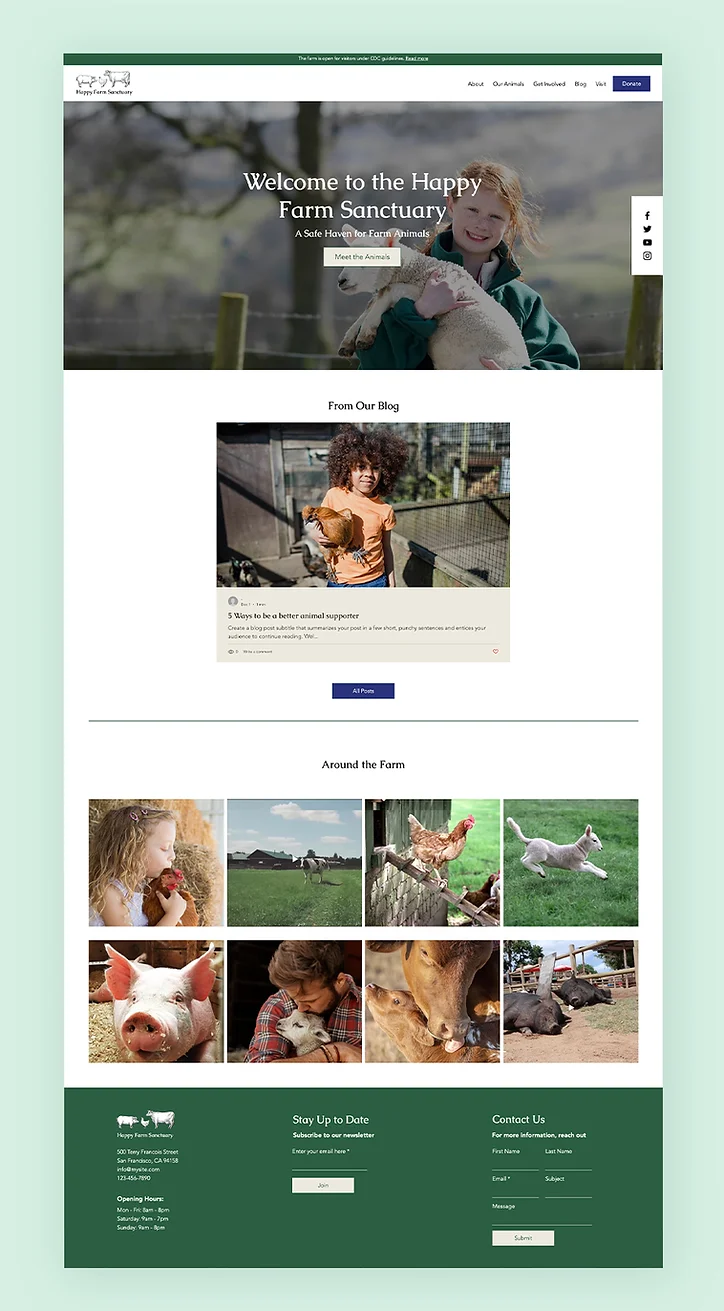 The farm is open for visitors under CDC guidelines. Read more
Happy Farm Sanctuary
About Our Animals Get Involved Blog Visit Donate
Welcome to the Happy
Farm Sanctuary
A Safe Haven for Farm Animals
Meet the Animals
From Our Blog
5 Ways to be a better animal supporter
Create a blog post subtitle that summarizes your post in a few short, punchy sentences and entices your
audience to continue reading. Wel...
0 Write a comment
All Posts
Around the Farm
Happy Farm Sanctuary
500 Terry Francois Street
San Francisco, CA 94158
info@mysite.com
123-456-7890
Opening Hours:
Mon - Fri: 8am - 8pm
Saturday: 9am - 7pm
Sunday: 9am - 8pm
Stay Up to Date
Subscribe to our newsletter
Enter your email here *
Join
Contact Us
For more information, reach out
First Name Last Name
Email * Subject
Message
Submit